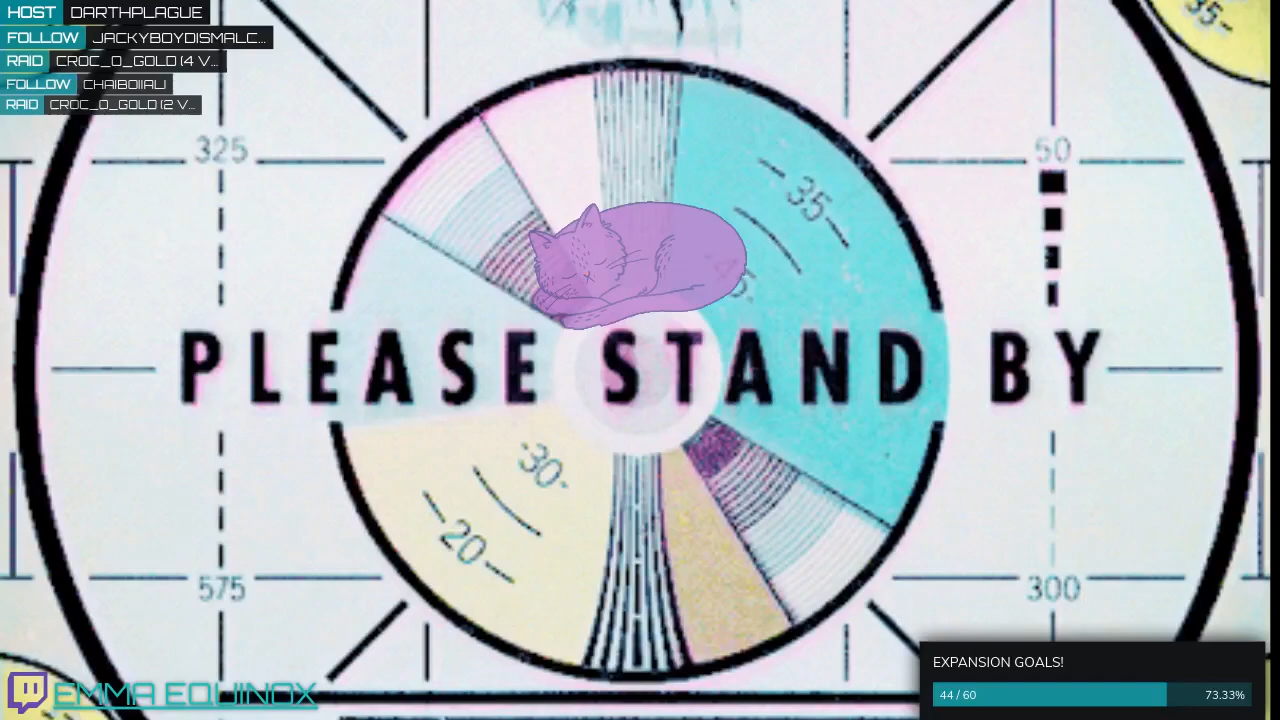 HOST DARTHPLAGUE
FOLLOW JACKYBOYDISMALC...
RAID CROC_O_GOLD (4 V...
FOLLOW CHAIBOIIALI
RAID CROC_O_GOLD (2 V...
35-
325
50
-35-
PLEASE STAND BY
-30-
-20-
575
300
EXPANSION GOALS!
44 / 60 73.33%
EMMA EQUINOX